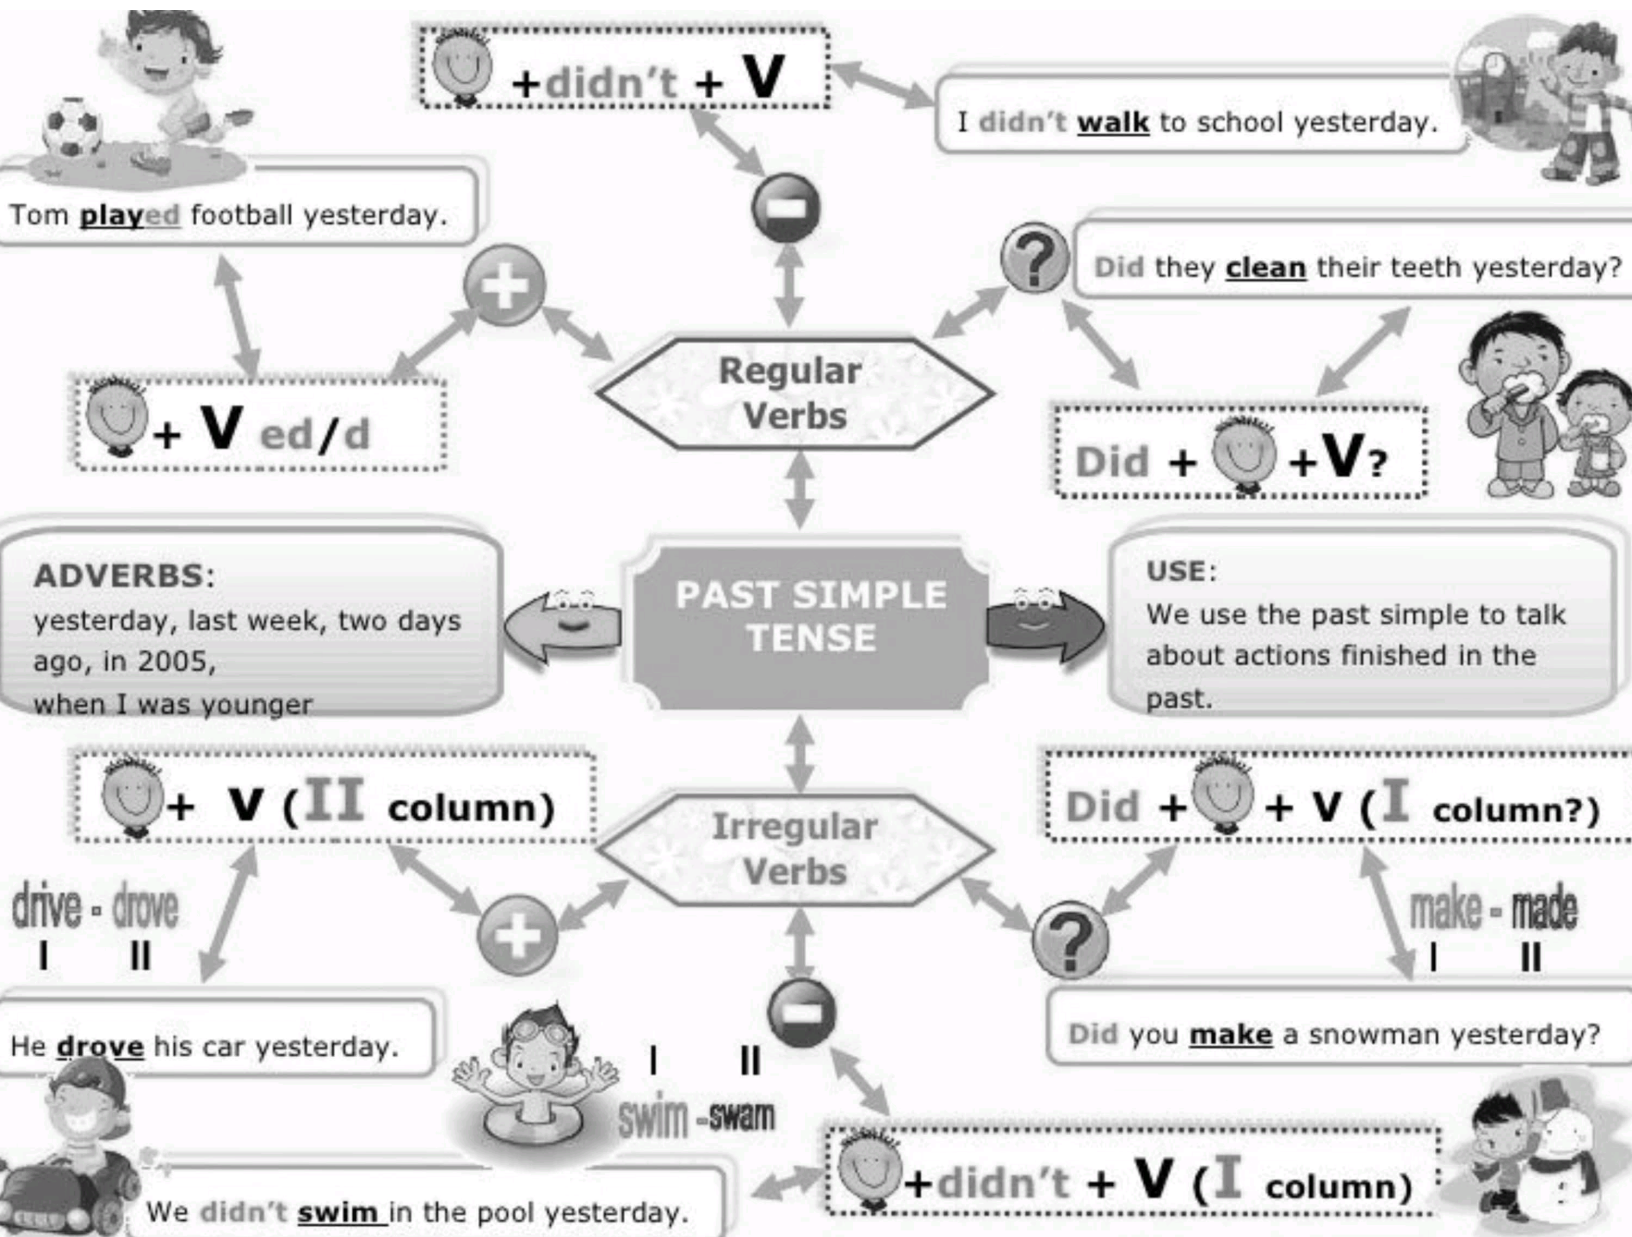 +didn't + V
I didn't walk to school yesterday.
Tom played football yesterday.
Did they clean their teeth yesterday?
+ V ed/d
Regular
Verbs
Did + +V?
ADVERBS:
yesterday, last week, two days
ago, in 2005,
when I was younger
PAST SIMPLE
TENSE
USE:
We use the past simple to talk
about actions finished in the
past.
+ V (II column)
Irregular
Verbs
Did + + V (I column?)
drive - drove
I II
make - made
I II
He drove his car yesterday.
I II
swim - swam
Did you make a snowman yesterday?
+didn't + V (I column)
We didn't swim in the pool yesterday.